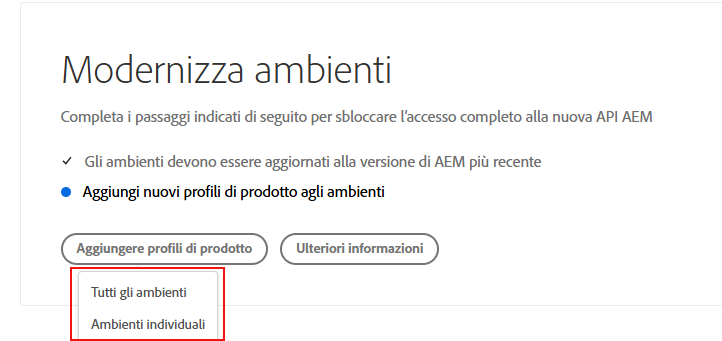 Modernizza ambienti
Completa i passaggi indicati di seguito per sbloccare l'accesso completo alla nuova API AEM
Gli ambienti devono essere aggiornati alla versione di AEM più recente
Aggiungi nuovi profili di prodotto agli ambienti
Aggiungere profili di prodotto
Ulteriori informazioni
Tutti gli ambienti
Ambienti individuali